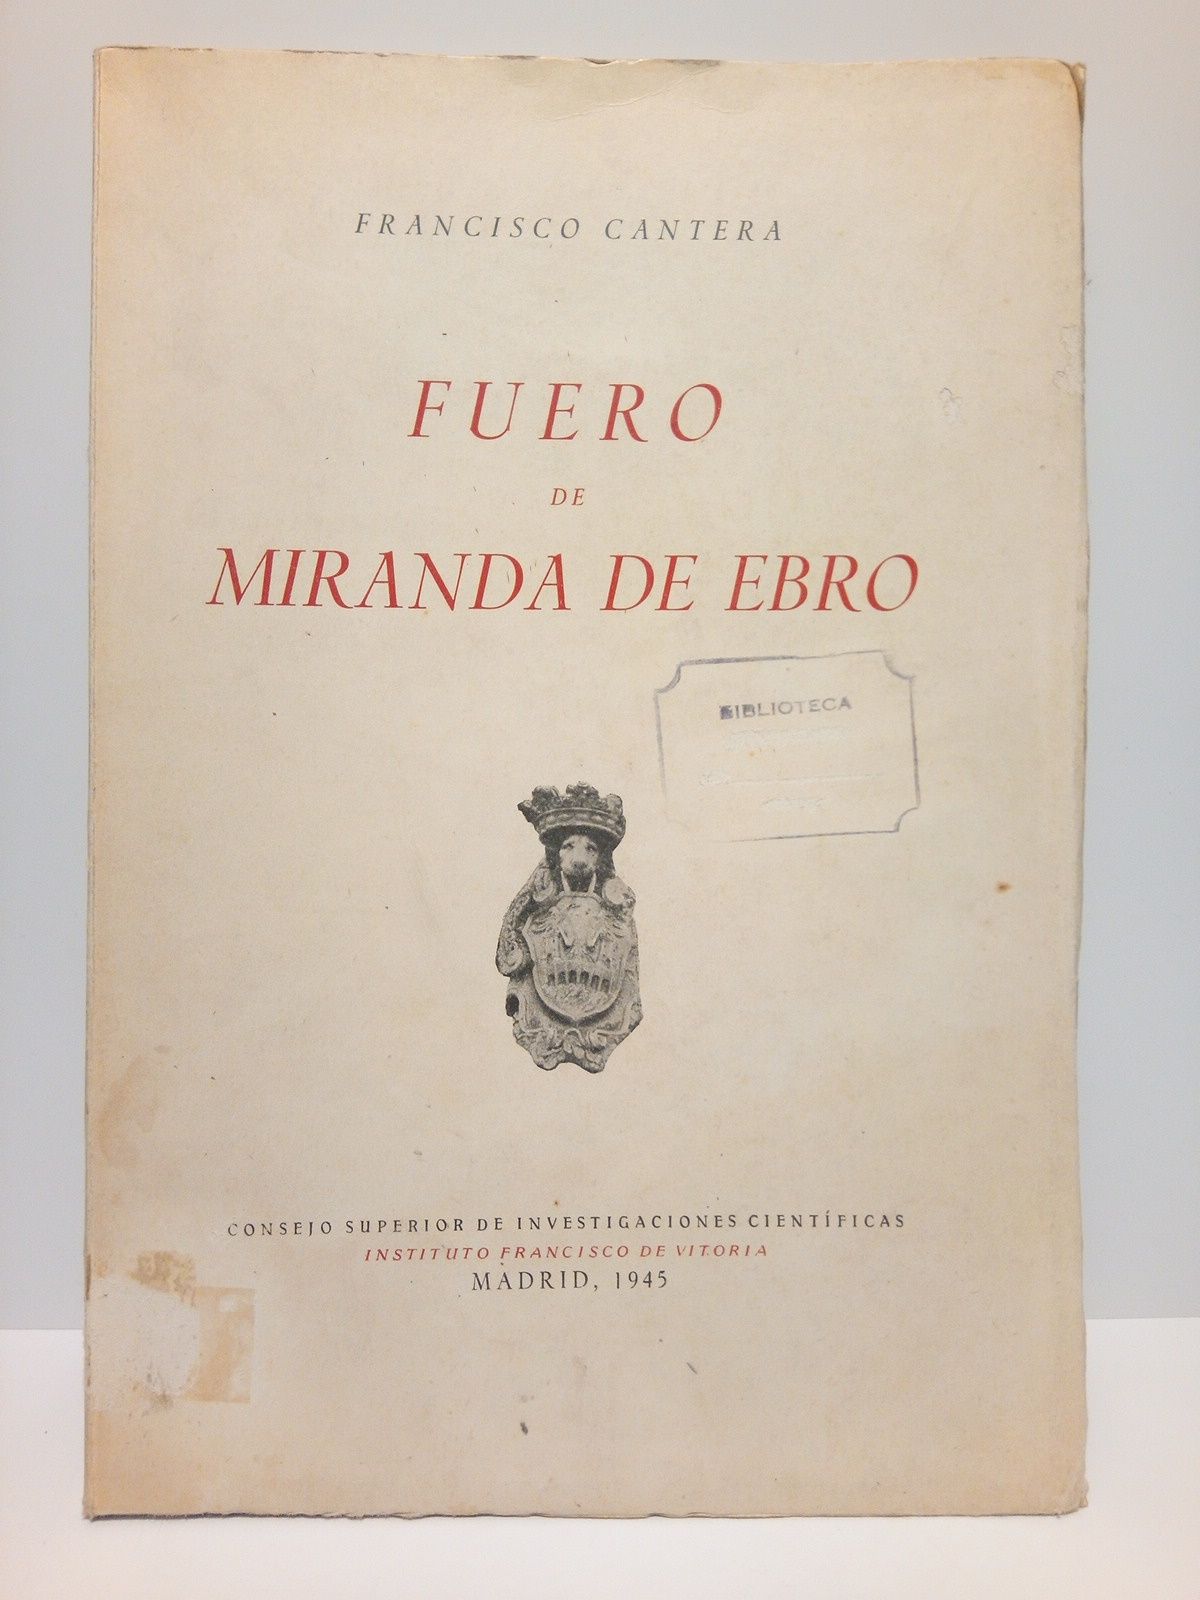 FRANCISCO CANTERA
FUERO
DE
MIRANDA DE EBRO
BIBLIOTECA
CONSEJO SUPERIOR DE INVESTIGACIONES CIENTÍFICAS
INSTITUTO FRANCISCO DE VITORIA
MADRID, 1945